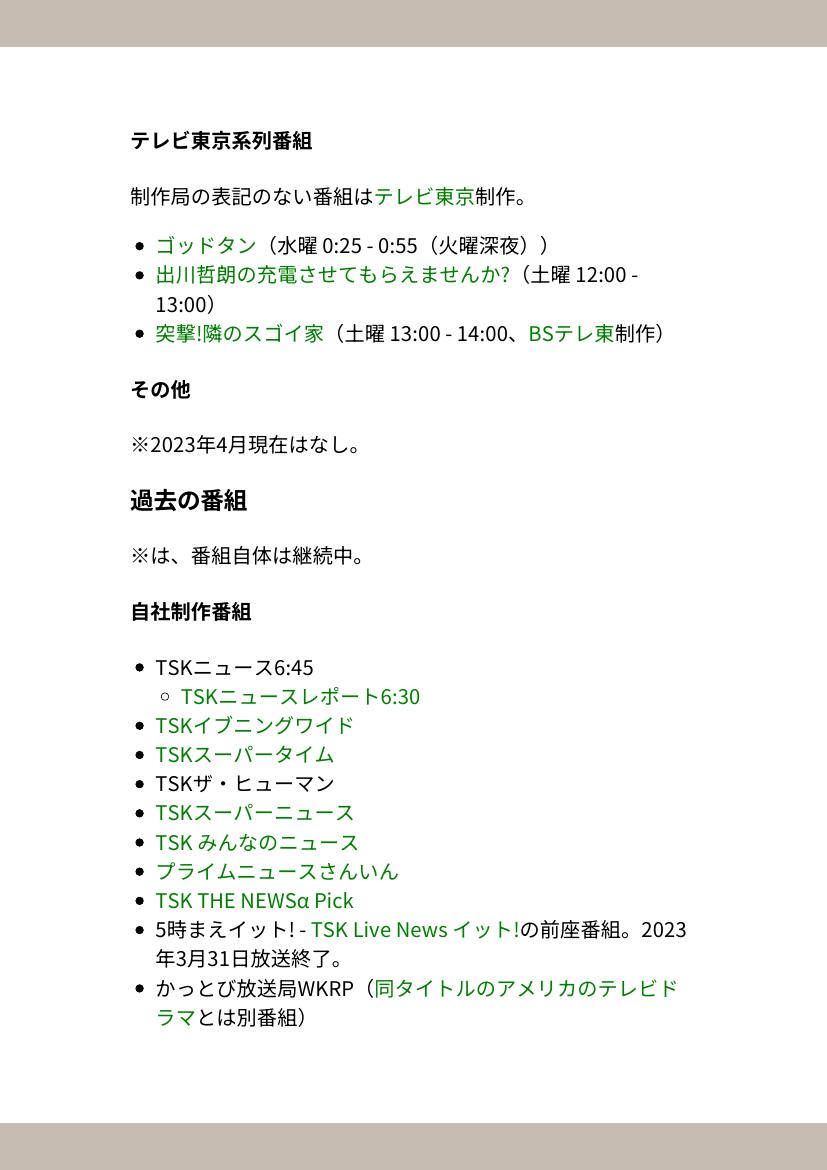 テレビ東京系列番組
制作局の表記のない番組はテレビ東京制作。
• ゴッドタン（水曜 0:25 - 0:55（火曜深夜））
• 出川哲朗の充電させてもらえませんか?（土曜 12:00 -
13:00）
• 突撃!隣のスゴイ家（土曜 13:00 - 14:00、BSテレ東制作）
その他
※2023年4月現在はなし。
過去の番組
※は、番組自体は継続中。
自社制作番組
• TSKニュース6:45
◦ TSKニュースレポート6:30
• TSKイブニングワイド
• TSKスーパータイム
• TSKザ・ヒューマン
• TSKスーパーニュース
• TSK みんなのニュース
• プライムニュースさんいん
• TSK THE NEWSα Pick
• 5時まえイット! - TSK Live News イット!の前座番組。2023
年3月31日放送終了。
• かっとび放送局WKRP（同タイトルのアメリカのテレビド
ラマとは別番組）